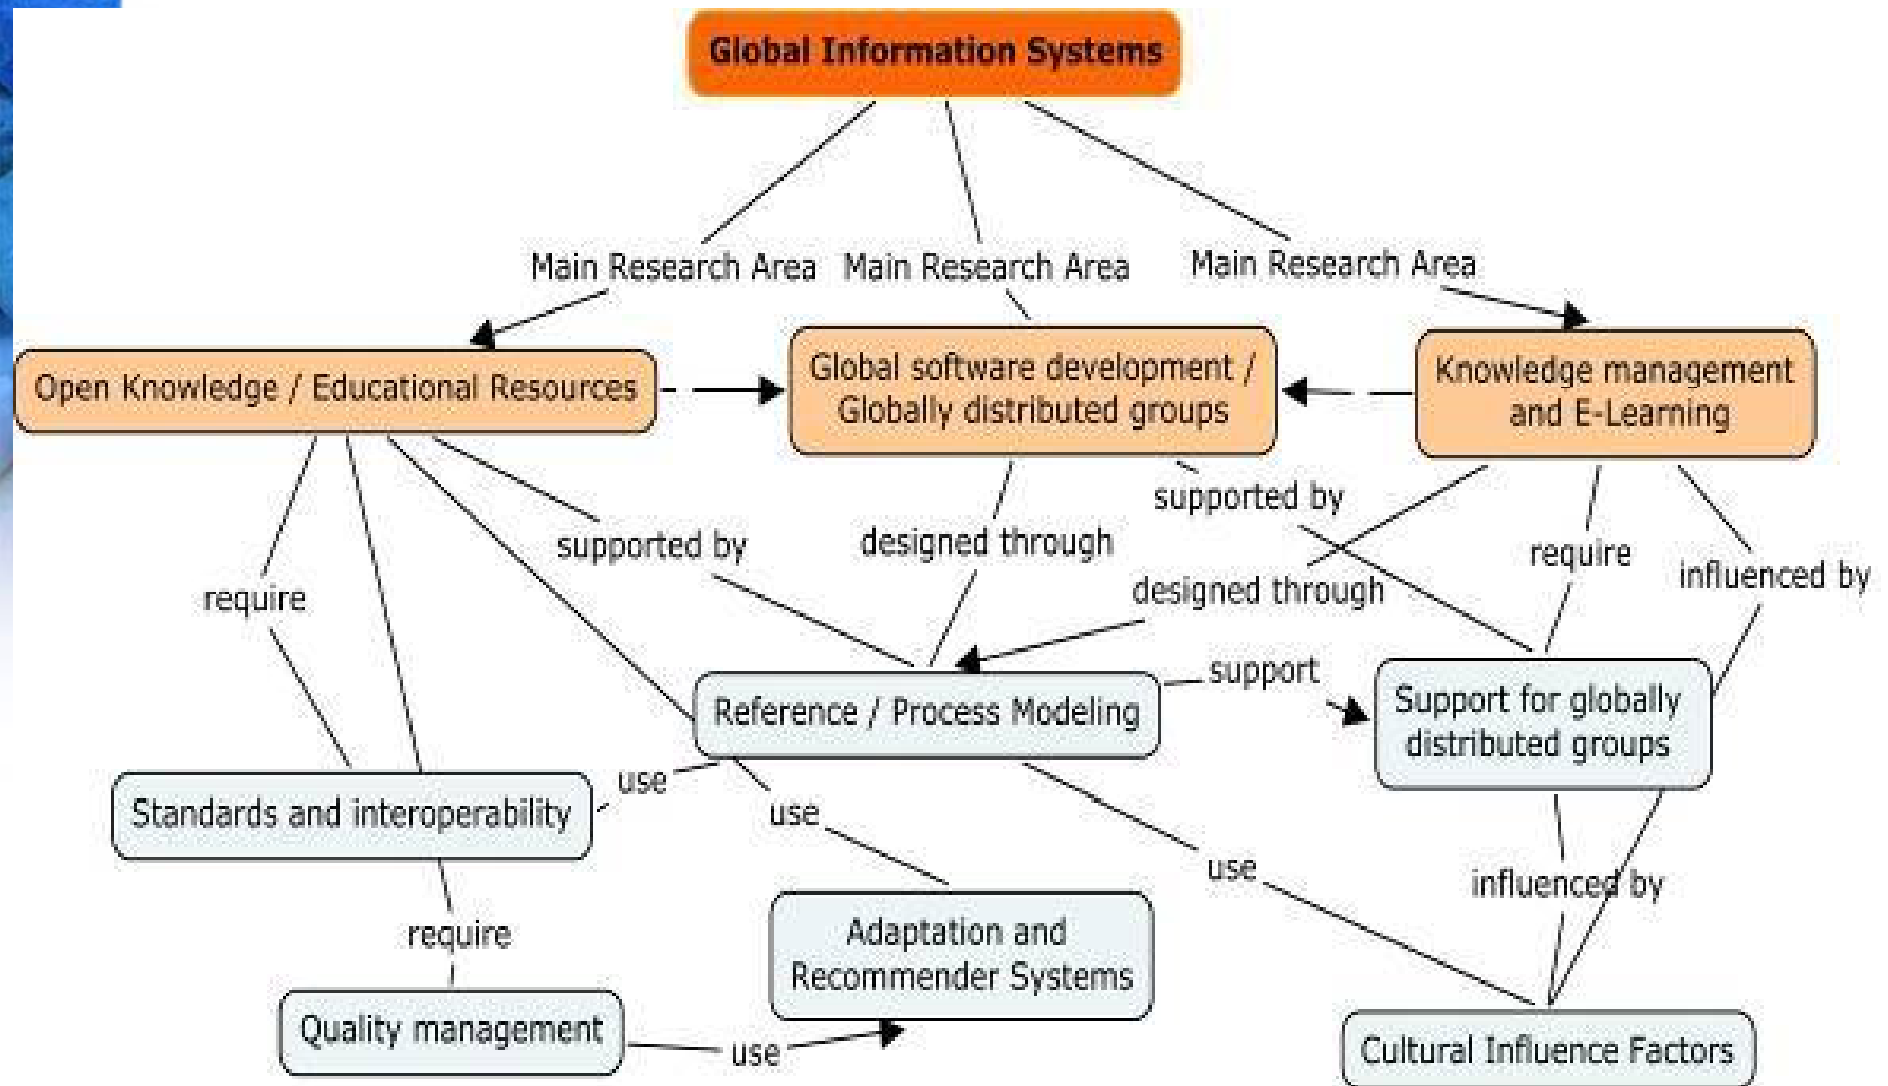 Global Information Systems
Main Research Area
Main Research Area
Main Research Area
Open Knowledge / Educational Resources
Global software development /
Globally distributed groups
Knowledge management
and E-Learning
supported by
supported by
designed through
require
influenced by
require
designed through
support
Reference / Process Modeling
Support for globally
distributed groups
use
Standards and interoperability
use
use
influenced by
require
Adaptation and
Recommender Systems
Quality management
use
Cultural Influence Factors